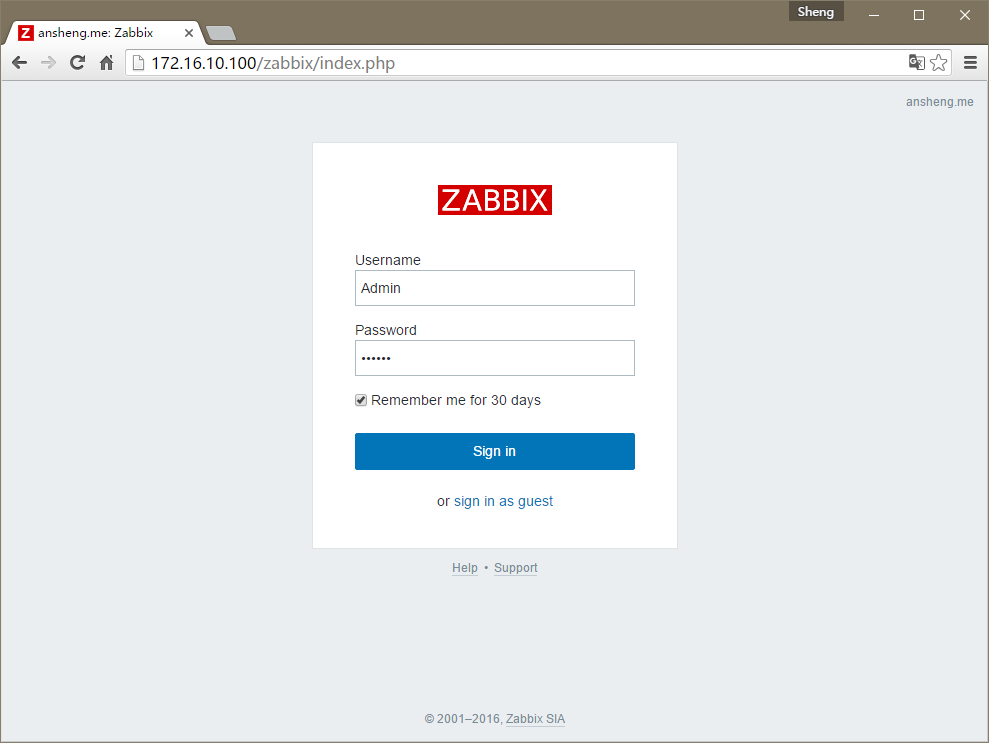 Sheng
Z ansheng.me: Zabbix
172.16.10.100/zabbix/index.php
ansheng.me
ZABBIX
Username
Admin
Password
••••••
Remember me for 30 days
Sign in
or sign in as guest
Help • Support
© 2001–2016, Zabbix SIA